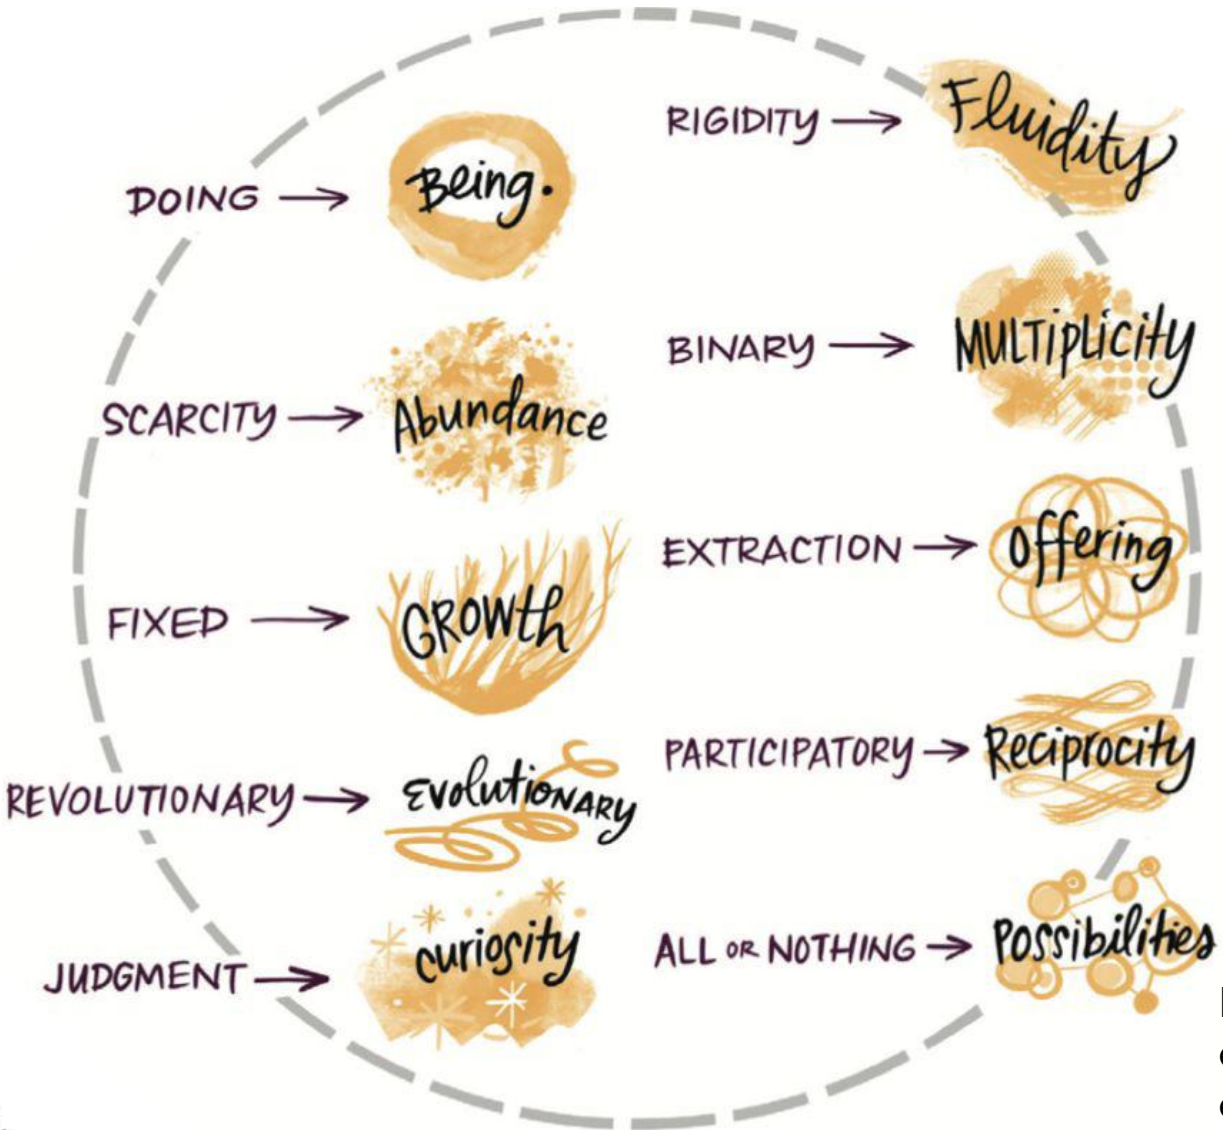 DOING → Being.
SCARCITY → Abundance
FIXED → GROWth
REVOLUTIONARY → EvolutioNARY
JUDGMENT → curiosity
RIGIDITY → Fluidity
BINARY → MULTiplicity
EXTRACTION → Offering
PARTICIPATORY → Reciprocity
ALL OR NOTHING → Possibilities